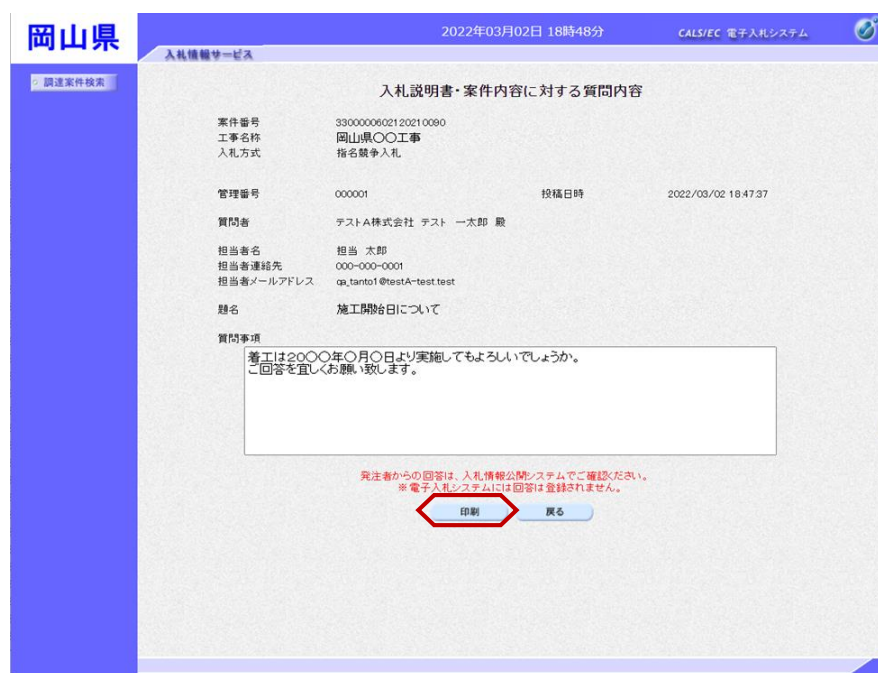 岡山県
2022年03月02日 18時48分
CALS/EC 電子入札システム
入札情報サービス
調達案件検索
入札説明書・案件内容に対する質問内容
案件番号 3300000602120210090
工事名称 岡山県〇〇工事
入札方式 指名競争入札
管理番号 000001 投稿日時 2022/03/02 18:47:37
質問者 テストA株式会社 テスト 一太郎 殿
担当者名 担当 太郎
担当者連絡先 000-000-0001
担当者メールアドレス qa_tanto1@testA-test.test
題名 施工開始日について
質問事項
着工は20〇〇年〇月〇日より実施してもよろしいでしょうか。
ご回答を宜しくお願い致します。
発注者からの回答は、入札情報公開システムでご確認ください。
※電子入札システムには回答は登録されません。
印刷 戻る